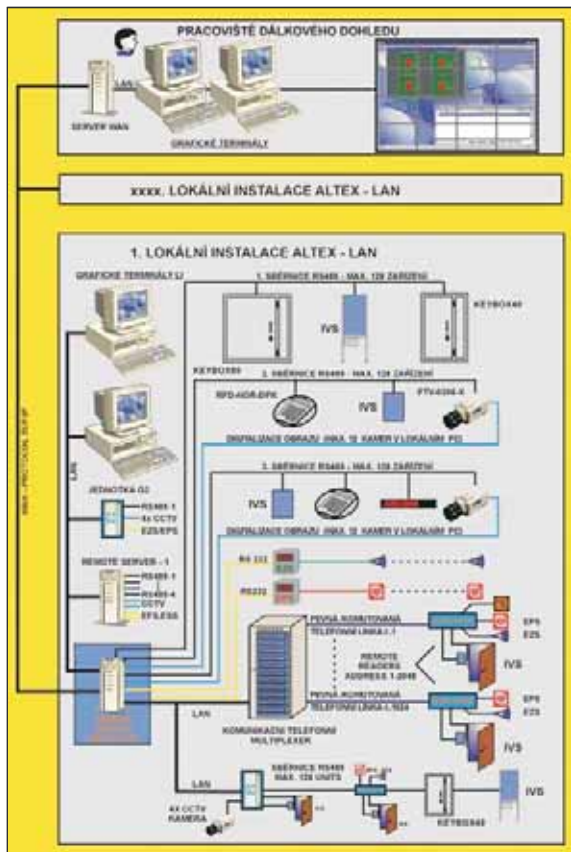 PRACOVIŠTĚ DÁLKOVÉHO DOHLEDU
LAN
SERVER WAN
GRAFICKÉ TERMINÁLY
xxxx. LOKÁLNÍ INSTALACE ALTEX - LAN
1. LOKÁLNÍ INSTALACE ALTEX - LAN
GRAFICKÉ TERMINÁLY LI
1. SBĚRNICE RS485 - MAX. 128 ZAŘÍZENÍ
KEYBOX40
IVS
2. SBĚRNICE RS485 - MAX. 128 ZAŘÍZENÍ
IVS
DIGITALIZACE OBRAZU (MAX. 12 KAMER V LOKÁLNÍM PC)
LAN
JEDNOTKA G2
RS485-1
4x CCTV
EZS/EPS
3. SBĚRNICE RS485 - MAX. 128 ZAŘÍZENÍ
IVS
DIGITALIZACE OBRAZU (MAX. 12 KAMER V LOKÁLNÍM PC)
REMOTE SERVER - 1
RS485-1
RS485-4
CCTV
RS 232
RS232
PEVNÁ /KOMUTOVANÁ
TELEFONNÍ LINKA-č.1
EPS
EZS
IVS
REMOTE
READERS
ADDRESS 1-2048
PEVNÁ /KOMUTOVANÁ
TELEFONNÍ LINKA-č.1024
EPS
EZS
IVS
LAN
KOMUNIKAČNÍ TELEFONNÍ
MULTIPLEXER
LAN
SBĚRNICE RS485
MAX. 128 UNITS
4X CCTV
KAMERA
KEYBOX40
IVS